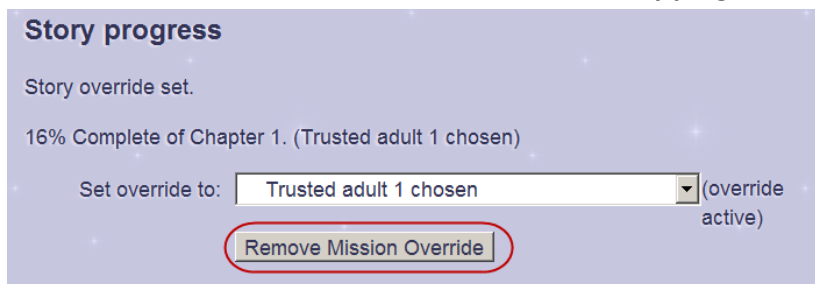 Story progress
Story override set.
16% Complete of Chapter 1. (Trusted adult 1 chosen)
Set override to: Trusted adult 1 chosen (override
active)
Remove Mission Override